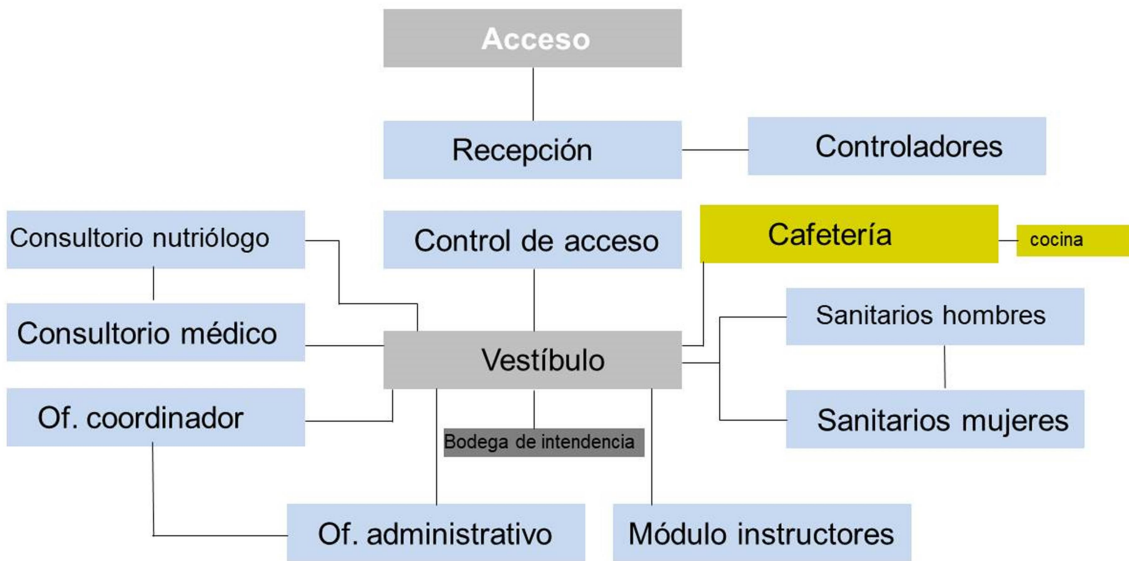 Acceso
Recepción
Controladores
Consultorio nutriólogo
Control de acceso
Cafetería
cocina
Consultorio médico
Vestíbulo
Sanitarios hombres
Of. coordinador
Bodega de intendencia
Sanitarios mujeres
Of. administrativo
Módulo instructores